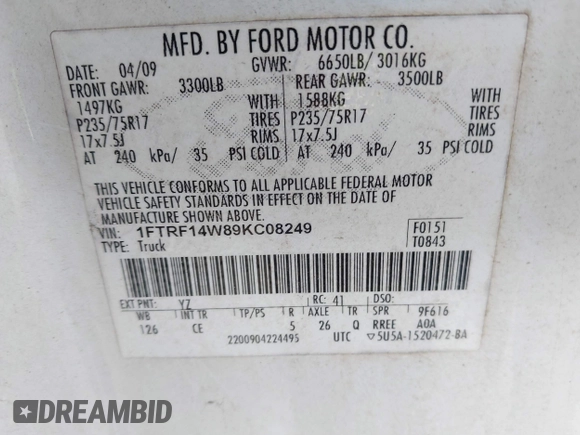 MFD. BY FORD MOTOR CO.
DATE: 04/09 GVWR: 6650LB/ 3016KG
FRONT GAWR: 3300LB REAR GAWR: 3500LB
1497KG WITH 1588KG WITH
P235/75R17 TIRES P235/75R17 TIRES
17x7.5J RIMS 17x7.5J RIMS
AT 240 kPa/ 35 PSI COLD AT 240 kPa/ 35 PSI COLD
THIS VEHICLE CONFORMS TO ALL APPLICABLE FEDERAL MOTOR
VEHICLE SAFETY STANDARDS IN EFFECT ON THE DATE OF
MANUFACTURE SHOWN ABOVE.
VIN: 1FTRF14W89KC08249 F0151
TYPE: Truck T0843
EXT PNT: YZ RC: 41 DSO:
WB INT TR TP/PS R AXLE TR SPR 9F616
126 CE 5 26 Q RREE A0A
2200904224495 UTC ▽5U5A-1520472-BA
DREAMBID